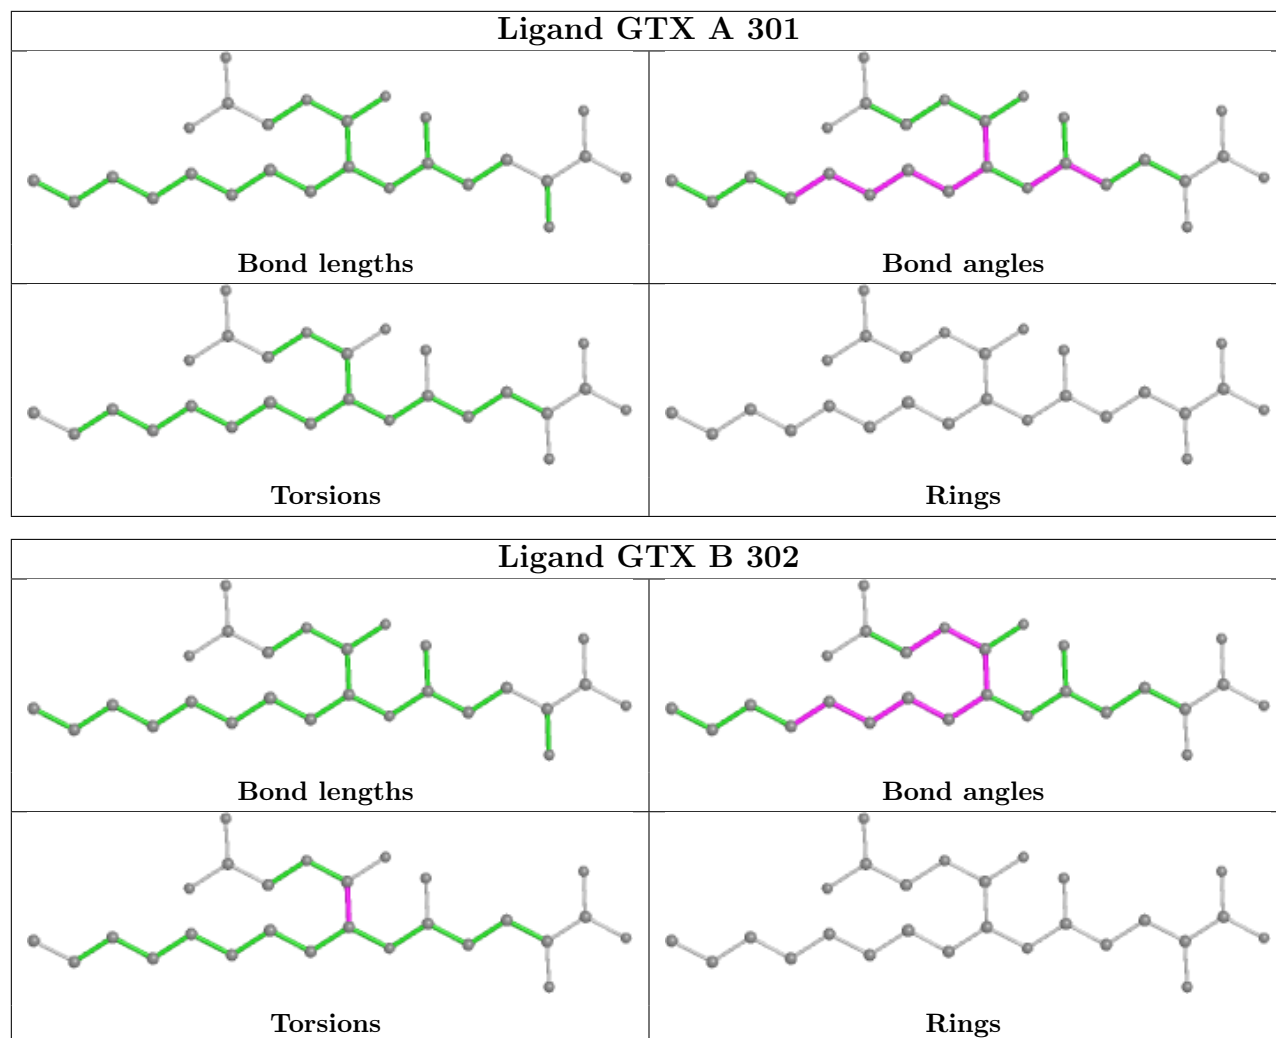 Ligand GTX A 301
Bond lengths
Bond angles
Torsions
Rings
Ligand GTX B 302
Bond lengths
Bond angles
Torsions
Rings